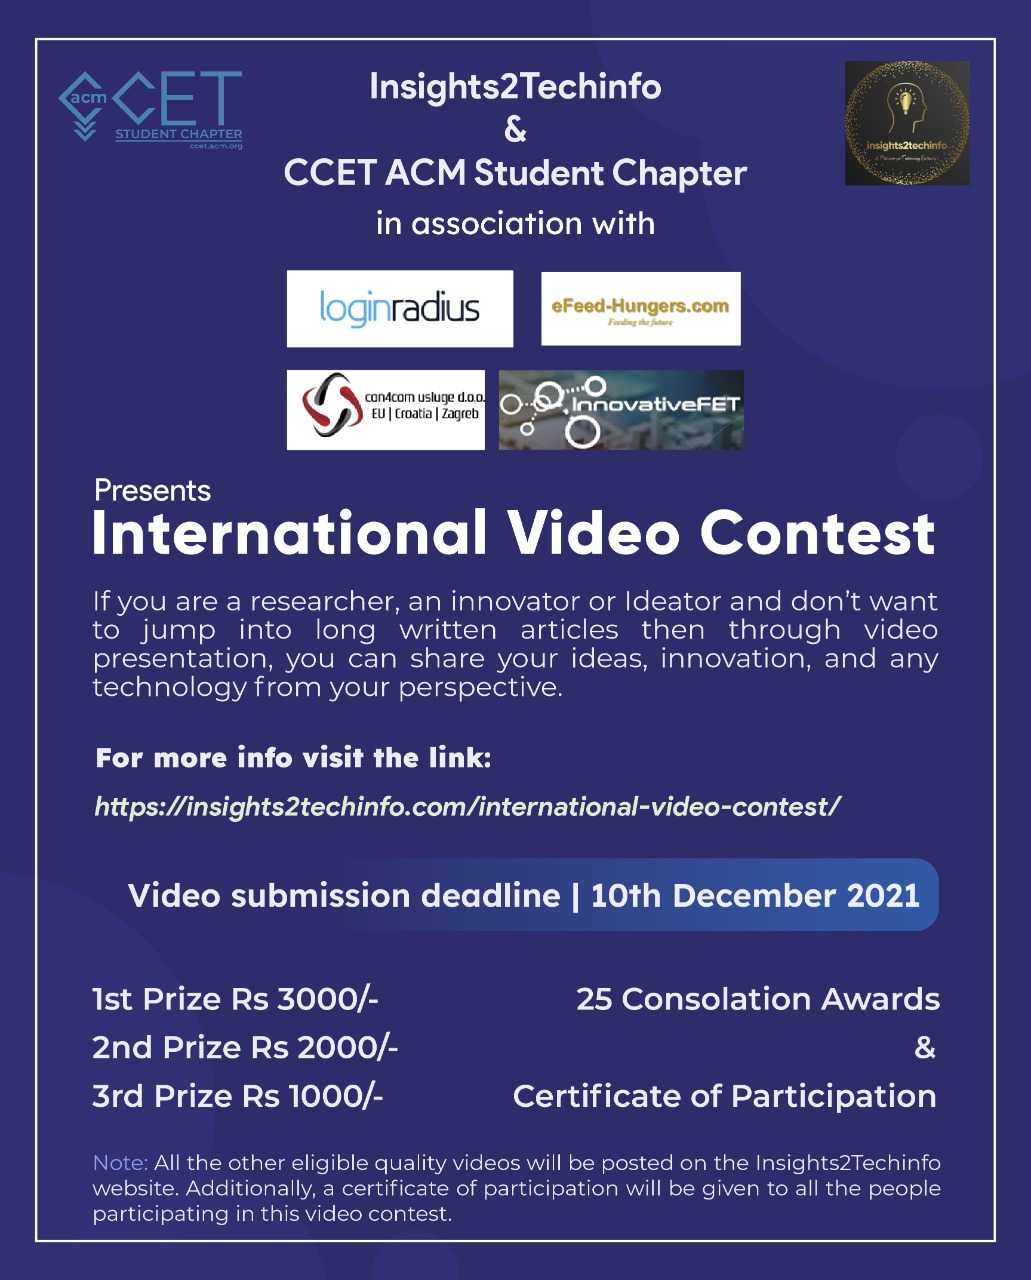 acm CCET
STUDENT CHAPTER
ccet.acm.org
Insights2Techinfo
&
CCET ACM Student Chapter
in association with
insights2techinfo
loginradius
eFeed-Hungers.com
Feeding the future
con4com usluge d.o.o.
EU | Croatia | Zagreb
InnovativeFET
Presents
International Video Contest
If you are a researcher, an innovator or Ideator and don't want
to jump into long written articles then through video
presentation, you can share your ideas, innovation, and any
technology from your perspective.
For more info visit the link:
https://insights2techinfo.com/international-video-contest/
Video submission deadline | 10th December 2021
1st Prize Rs 3000/-
2nd Prize Rs 2000/-
3rd Prize Rs 1000/-
25 Consolation Awards
&
Certificate of Participation
Note: All the other eligible quality videos will be posted on the Insights2Techinfo
website. Additionally, a certificate of participation will be given to all the people
participating in this video contest.